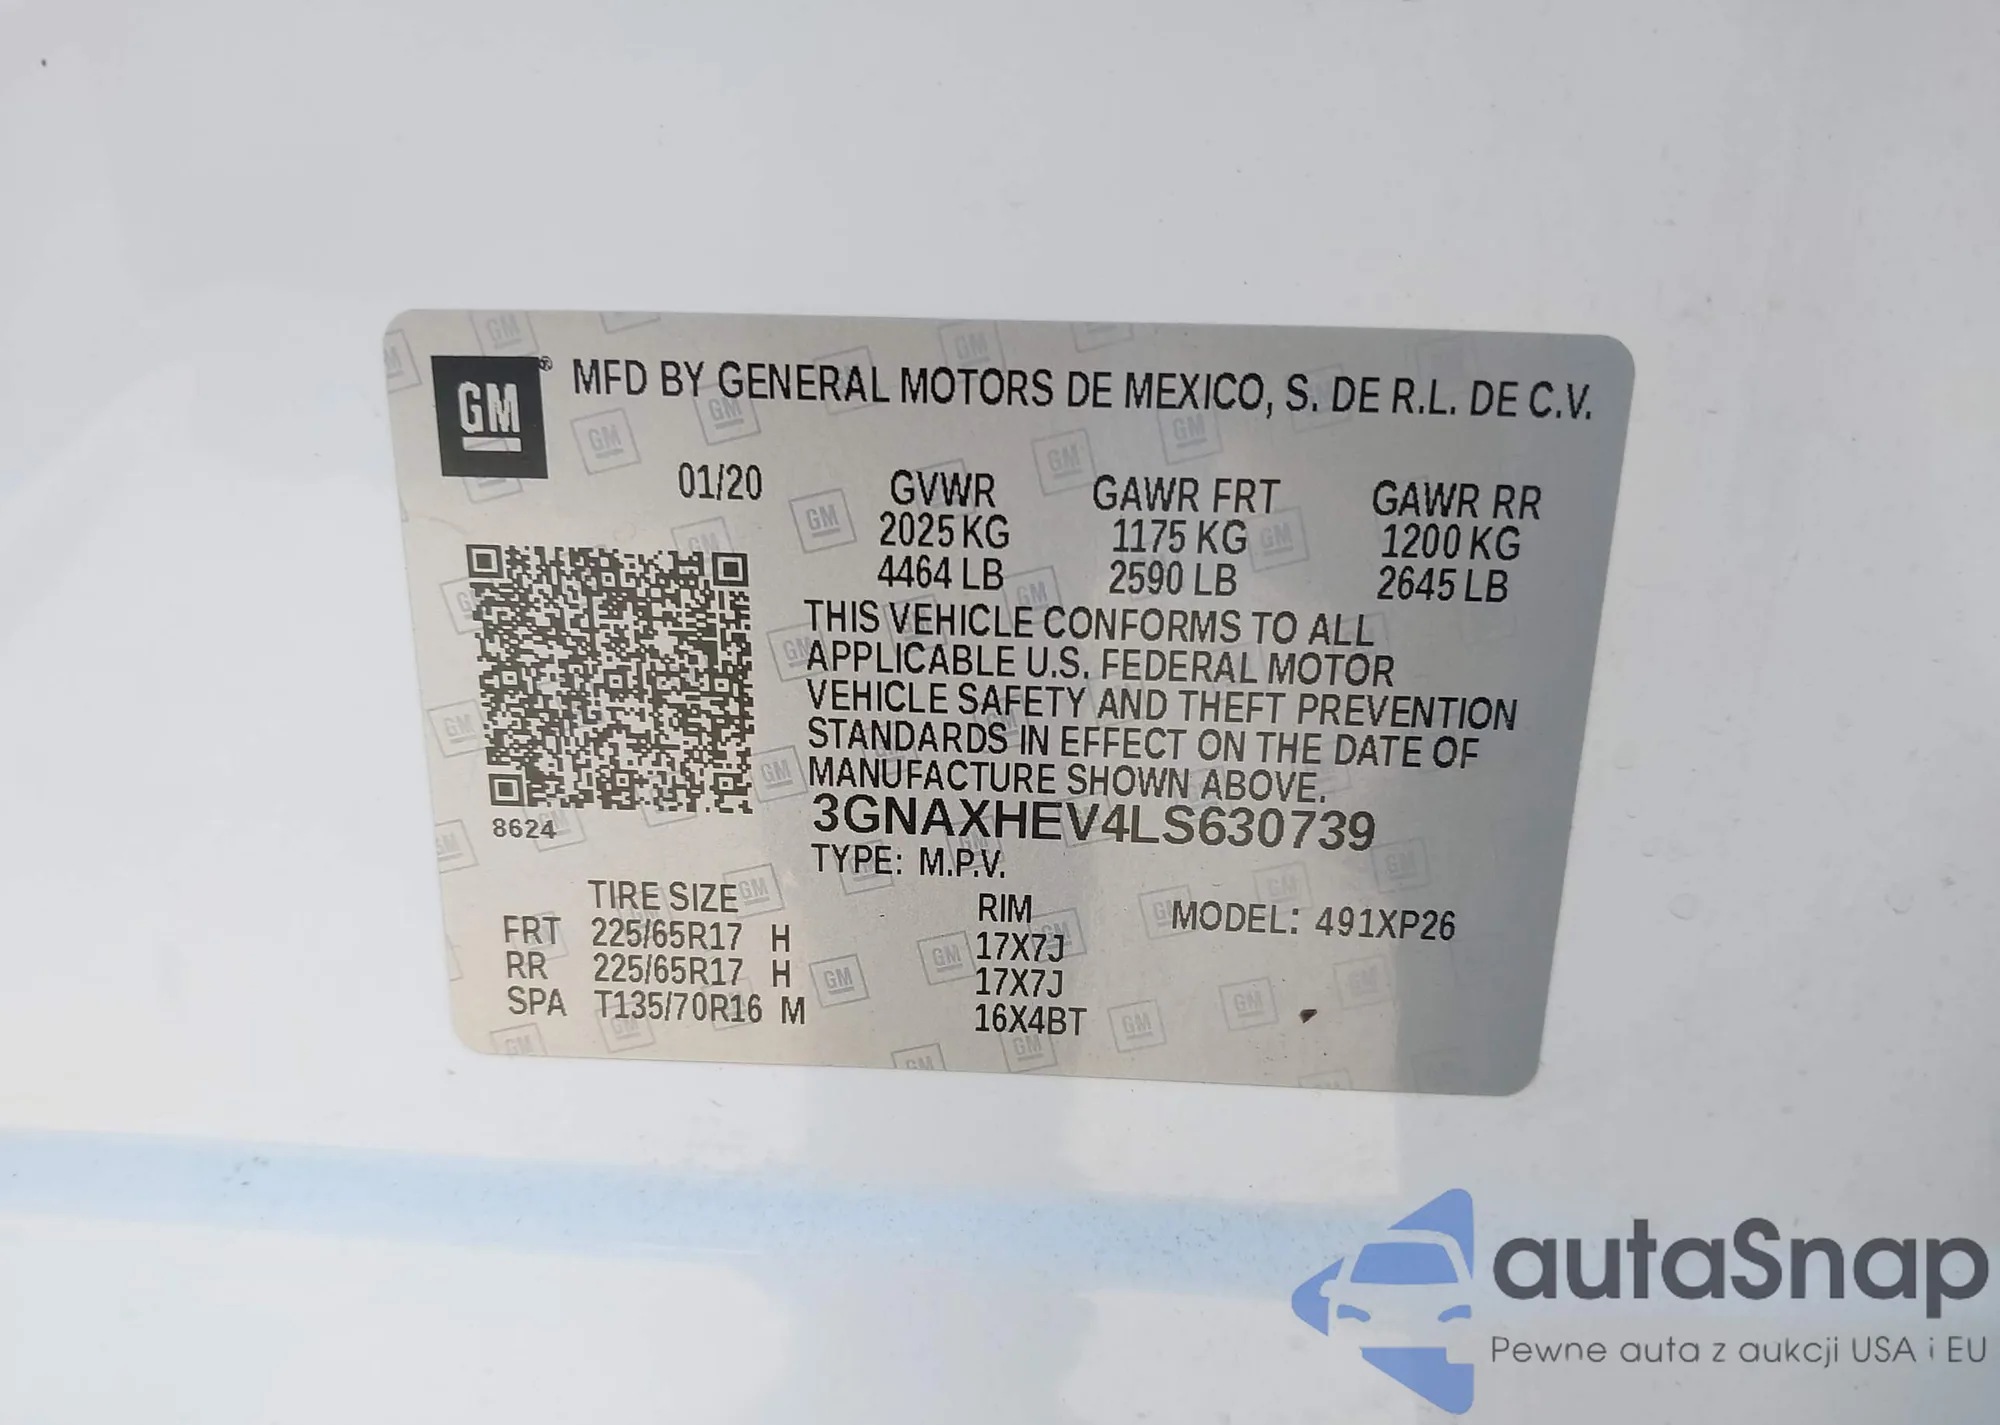 GM® MFD BY GENERAL MOTORS DE MEXICO, S. DE R.L. DE C.V.
01/20 GVWR GAWR FRT GAWR RR
2025 KG 1175 KG 1200 KG
4464 LB 2590 LB 2645 LB
THIS VEHICLE CONFORMS TO ALL
APPLICABLE U.S. FEDERAL MOTOR
VEHICLE SAFETY AND THEFT PREVENTION
STANDARDS IN EFFECT ON THE DATE OF
MANUFACTURE SHOWN ABOVE.
3GNAXHEV4LS630739
8624
TYPE: M.P.V.
TIRE SIZE RIM MODEL: 491XP26
FRT 225/65R17 H 17X7J
RR 225/65R17 H 17X7J
SPA T135/70R16 M 16X4BT
autaSnap
Pewne auta z aukcji USA i EU